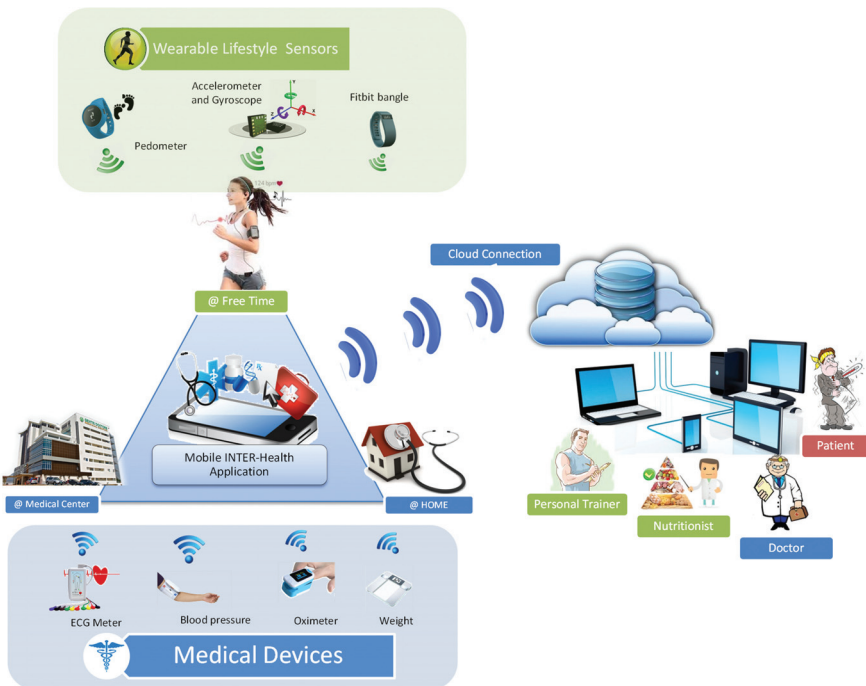 Wearable Lifestyle Sensors
Accelerometer
and Gyroscope
Fitbit bangle
Pedometer
@ Free Time
Cloud Connection
Mobile INTER-Health
Application
@ Medical Center
@ HOME
Patient
Personal Trainer
Nutritionist
Doctor
ECG Meter
Blood pressure
Oximeter
Weight
Medical Devices